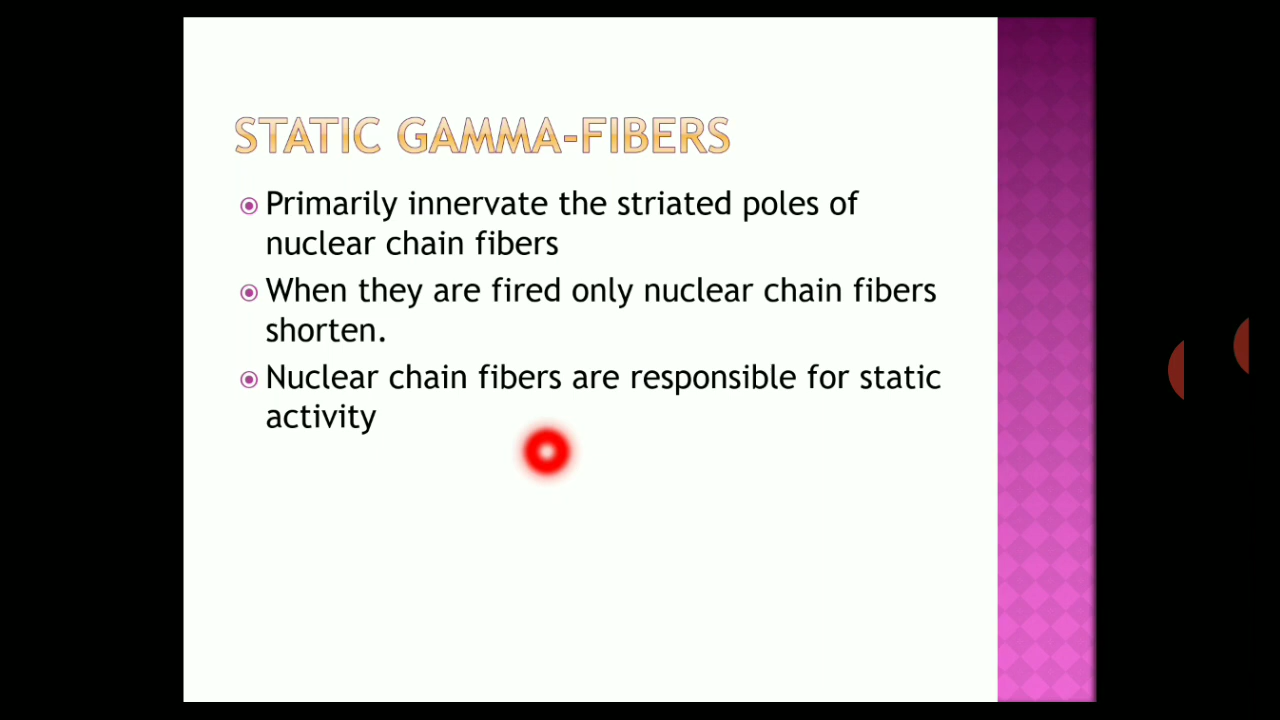 STATIC GAMMA-FIBERS
Primarily innervate the striated poles of
nuclear chain fibers
When they are fired only nuclear chain fibers
shorten.
Nuclear chain fibers are responsible for static
activity